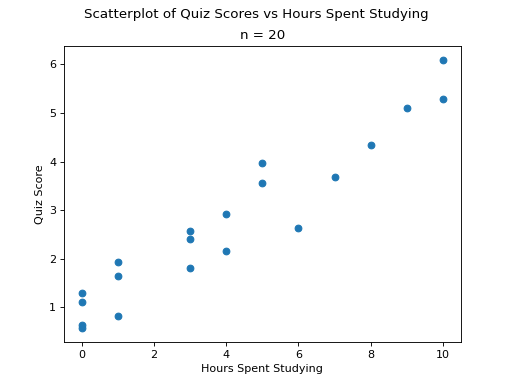 Scatterplot of Quiz Scores vs Hours Spent Studying
n = 20
6
5
4
3
2
1
Quiz Score
0 2 4 6 8 10
Hours Spent Studying